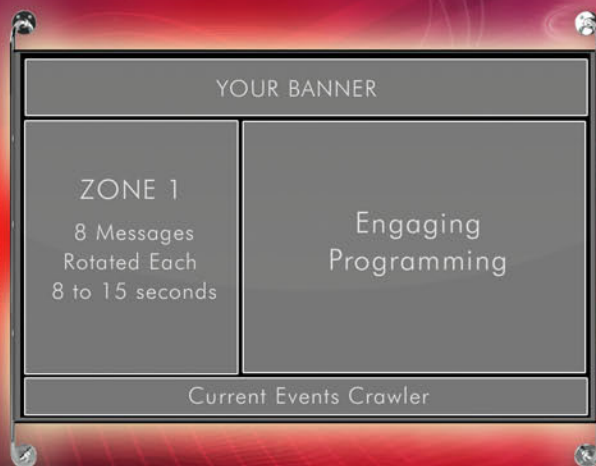 YOUR BANNER
ZONE 1
8 Messages
Rotated Each
8 to 15 seconds
Engaging
Programming
Current Events Crawler